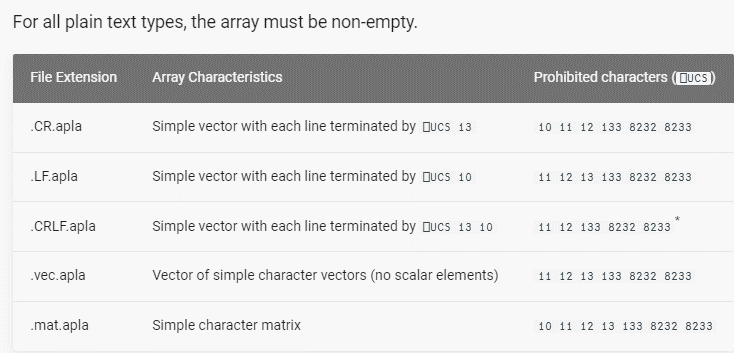 For all plain text types, the array must be non-empty.
File Extension Array Characteristics Prohibited characters (⎕UCS)
.CR.apla Simple vector with each line terminated by ⎕UCS 13 10 11 12 133 8232 8233
.LF.apla Simple vector with each line terminated by ⎕UCS 10 11 12 13 133 8232 8233
.CRLF.apla Simple vector with each line terminated by ⎕UCS 13 10 11 12 133 8232 8233 *
.vec.apla Vector of simple character vectors (no scalar elements) 11 12 13 133 8232 8233
.mat.apla Simple character matrix 10 11 12 13 133 8232 8233